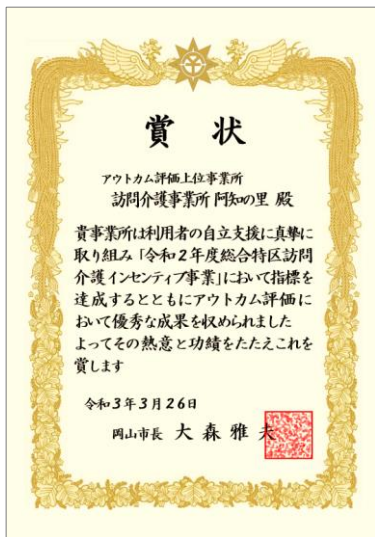 賞状
アウトカム評価上位事業所
訪問介護事業所 阿知の里 殿
貴事業所は利用者の自立支援に真摯に
取り組み「令和2年度総合特区訪問
介護インセンティブ事業」において指標を
達成するとともにアウトカム評価に
おいて優秀な成果を収められました
よってその熱意と功績をたたえこれを
賞します
令和3年3月26日
岡山市長 大森雅夫